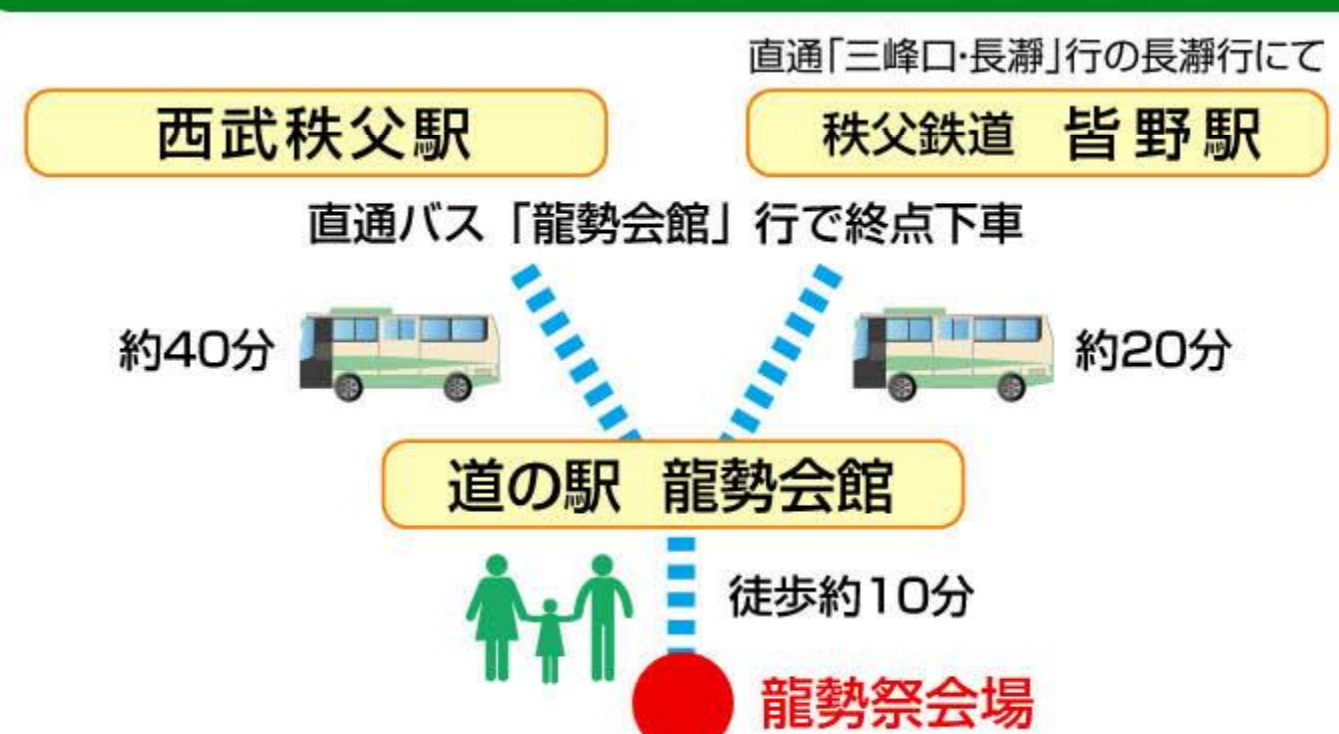 直通「三峰口・長瀞」行の長瀞行にて
西武秩父駅
秩父鉄道 皆野駅
直通バス「龍勢会館」行で終点下車
約40分
約20分
道の駅 龍勢会館
徒歩約10分
龍勢祭会場